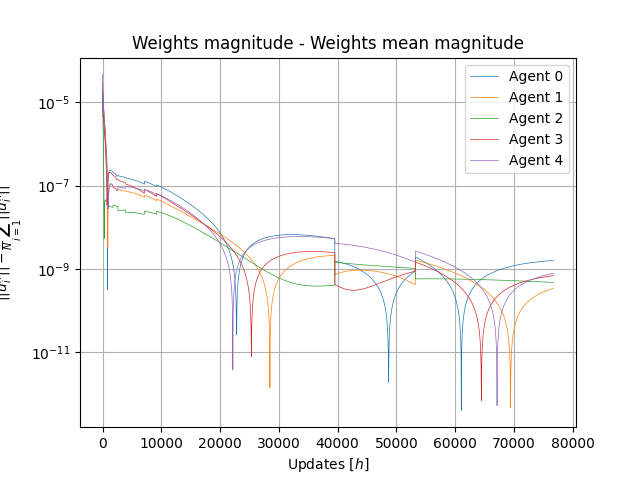 Weights magnitude - Weights mean magnitude
Agent 0
Agent 1
Agent 2
Agent 3
Agent 4
10⁻⁵
10⁻⁷
10⁻⁹
10⁻¹¹
0 10000 20000 30000 40000 50000 60000 70000 80000
Updates [h]